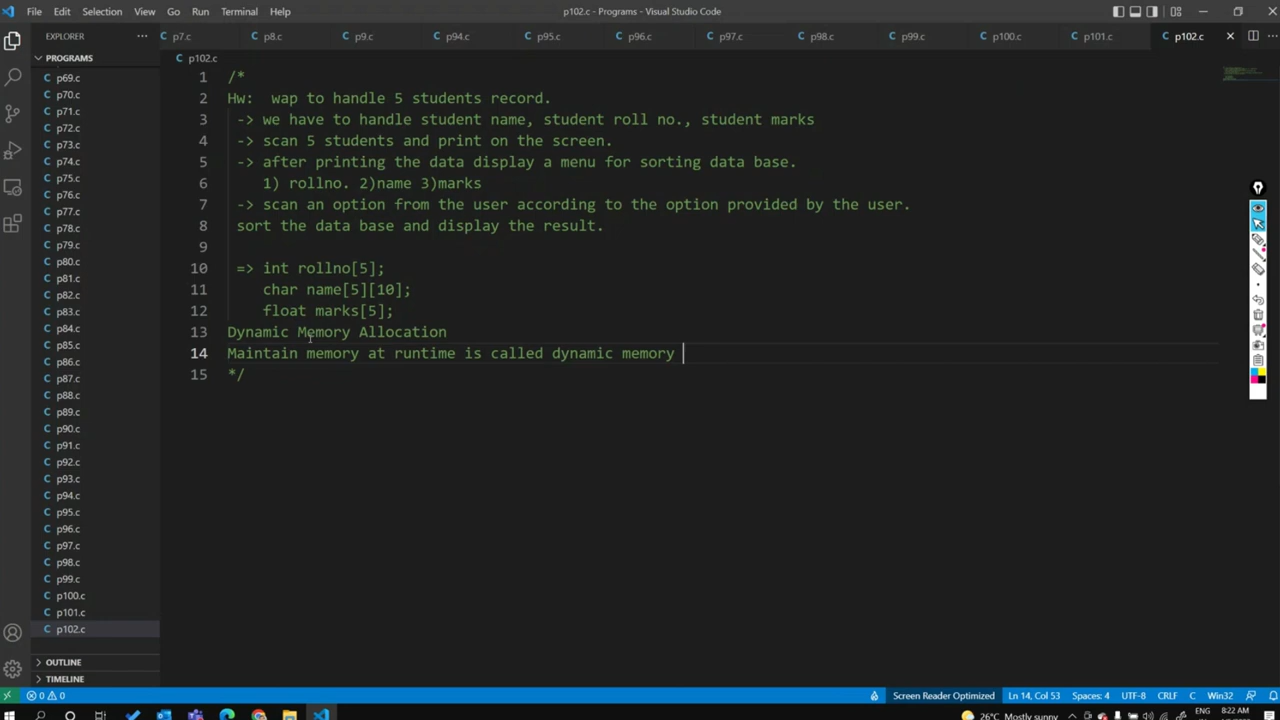 File Edit Selection View Go Run Terminal Help p102.c - Programs - Visual Studio Code
EXPLORER ··· p7.c C p8.c C p9.c C p94.c C p95.c C p96.c C p97.c C p98.c C p99.c C p100.c C p101.c C p102.c
PROGRAMS
C p102.c
C p69.c
C p70.c
C p71.c
C p72.c
C p73.c
C p74.c
C p75.c
C p76.c
C p77.c
C p78.c
C p79.c
C p80.c
C p81.c
C p82.c
C p83.c
C p84.c
C p85.c
C p86.c
C p87.c
C p88.c
C p89.c
C p90.c
C p91.c
C p92.c
C p93.c
C p94.c
C p95.c
C p96.c
C p97.c
C p98.c
C p99.c
C p100.c
C p101.c
C p102.c
OUTLINE
TIMELINE
1 /*
2 Hw:  wap to handle 5 students record.
3 -> we have to handle student name, student roll no., student marks
4 -> scan 5 students and print on the screen.
5 -> after printing the data display a menu for sorting data base.
6 1) rollno. 2)name 3)marks
7 -> scan an option from the user according to the option provided by the user.
8 sort the data base and display the result.
9
10 => int rollno[5];
11 char name[5][10];
12 float marks[5];
13 Dynamic Memory Allocation
14 Maintain memory at runtime is called dynamic memory
15 */
0 0 Screen Reader Optimized Ln 14, Col 53 Spaces: 4 UTF-8 CRLF C Win32
26°C Mostly sunny ENG 8:22 AM